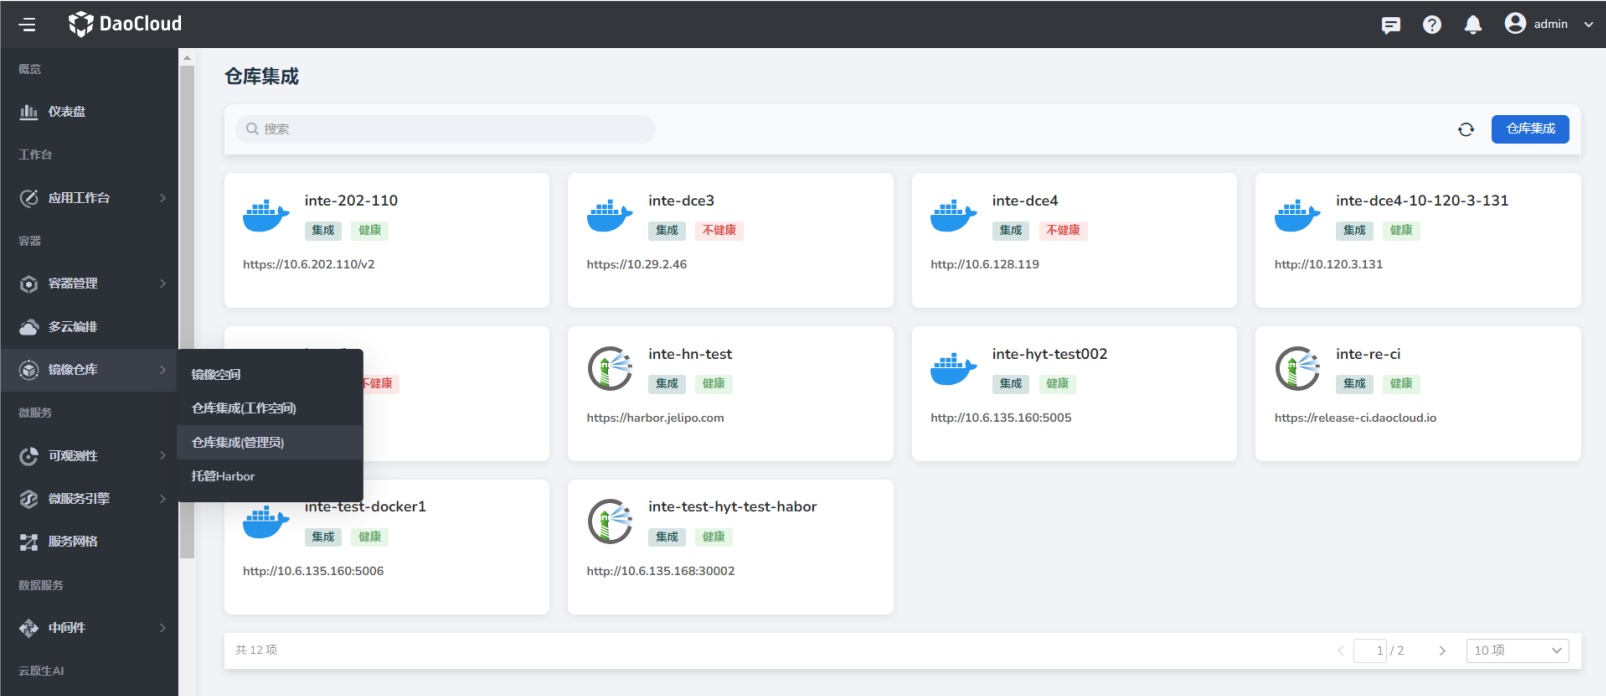 DaoCloud
admin
概览
仪表盘
工作台
应用工作台
容器
容器管理
多云编排
镜像仓库
微服务
可观测性
微服务引擎
服务网格
数据服务
中间件
云原生AI
镜像空间
仓库集成(工作空间)
仓库集成(管理员)
托管Harbor
仓库集成
搜索
仓库集成
inte-202-110
集成 健康
https://10.6.202.110/v2
inte-dce3
集成 不健康
https://10.29.2.46
inte-dce4
集成 不健康
http://10.6.128.119
inte-dce4-10-120-3-131
集成 健康
http://10.120.3.131
不健康
inte-hn-test
集成 健康
https://harbor.jelipo.com
inte-hyt-test002
集成 健康
http://10.6.135.160:5005
inte-re-ci
集成 健康
https://release-ci.daocloud.io
inte-test-docker1
集成 健康
http://10.6.135.160:5006
inte-test-hyt-test-habor
集成 健康
http://10.6.135.168:30002
共 12 项
1 / 2
10 项